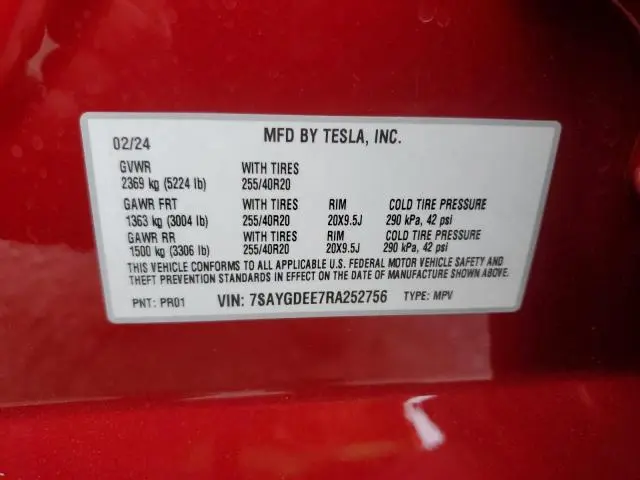 02/24 MFD BY TESLA, INC.
GVWR WITH TIRES
2369 kg (5224 lb) 255/40R20
GAWR FRT WITH TIRES RIM COLD TIRE PRESSURE
1363 kg (3004 lb) 255/40R20 20X9.5J 290 kPa, 42 psi
GAWR RR WITH TIRES RIM COLD TIRE PRESSURE
1500 kg (3306 lb) 255/40R20 20X9.5J 290 kPa, 42 psi
THIS VEHICLE CONFORMS TO ALL APPLICABLE U.S. FEDERAL MOTOR VEHICLE SAFETY AND
THEFT PREVENTION STANDARDS IN EFFECT ON THE DATE OF MANUFACTURE SHOWN ABOVE.
PNT: PR01 VIN: 7SAYGDEE7RA252756 TYPE: MPV